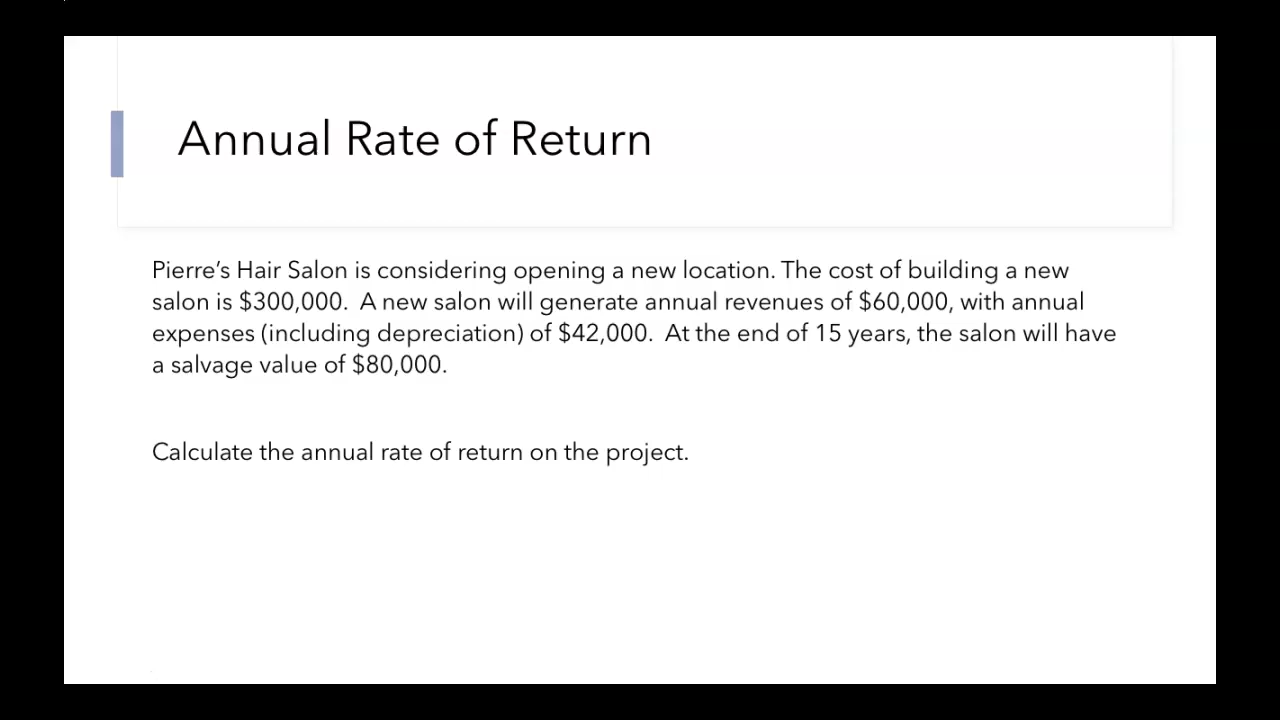 Annual Rate of Return
Pierre’s Hair Salon is considering opening a new location. The cost of building a new
salon is $300,000.  A new salon will generate annual revenues of $60,000, with annual
expenses (including depreciation) of $42,000.  At the end of 15 years, the salon will have
a salvage value of $80,000.
Calculate the annual rate of return on the project.